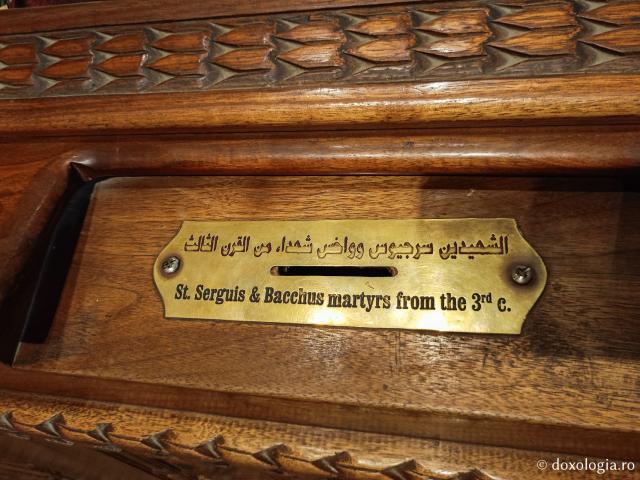 الشهيدين سرجيوس وواخس شهداء من القرن الثالث
St. Serguis & Bacchus martyrs from the 3rd c.
© doxologia.ro